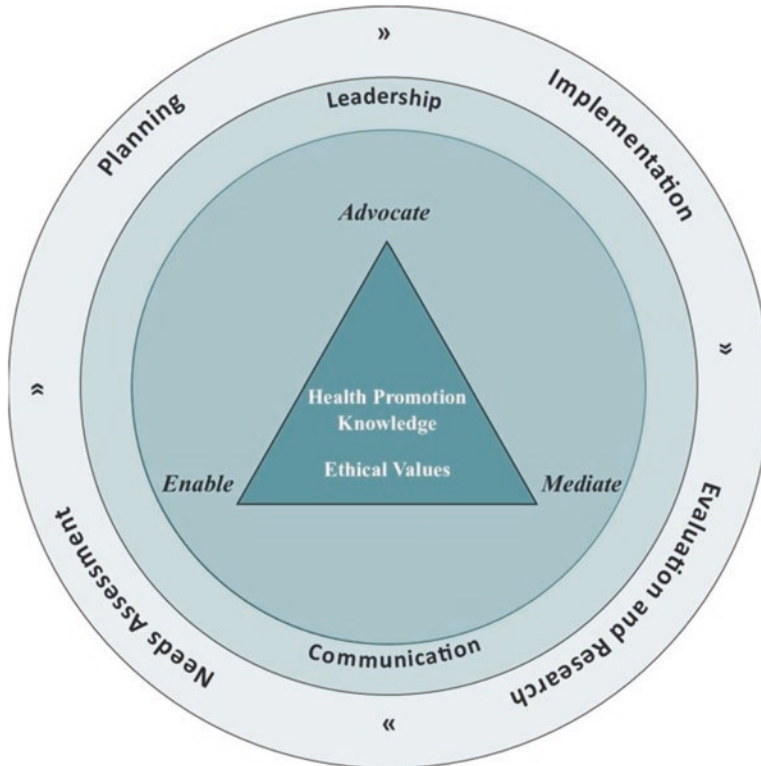 »
Planning
Implementation
Leadership
Advocate
»
«
Health Promotion
Knowledge
Ethical Values
Enable
Mediate
Needs Assessment
Evaluation and Research
Communication
«